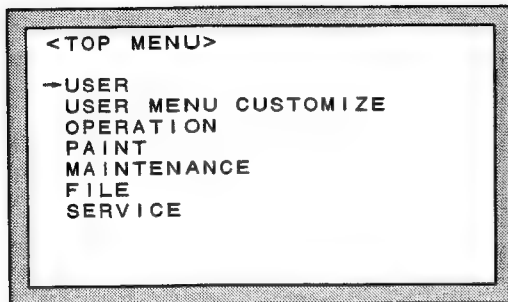 <TOP MENU>
→USER
USER MENU CUSTOMIZE
OPERATION
PAINT
MAINTENANCE
FILE
SERVICE